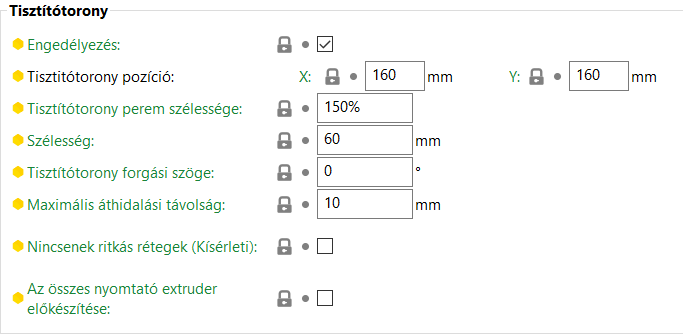 Tisztítótorony
Engedélyezés:
Tisztitótorony pozíció: X: 160 mm Y: 160 mm
Tisztítótorony perem szélessége: 150%
Szélesség: 60 mm
Tisztítótorony forgási szöge: 0 °
Maximális áthidalási távolság: 10 mm
Nincsenek ritkás rétegek (Kísérleti):
Az összes nyomtató extruder
előkészítése: